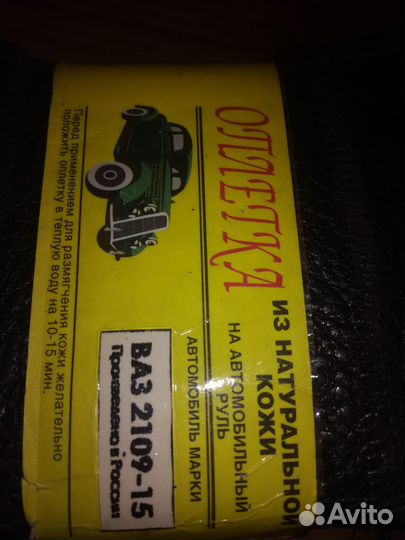 ОПЛЕТКА
ИЗ НАТУРАЛЬНОЙ
КОЖИ
НА АВТОМОБИЛЬНЫЙ
РУЛЬ
АВТОМОБИЛЬ МАРКИ
ВАЗ 2109-15
Произведено в России
Перед применением для размягчения кожи желательно
положить оплетку в теплую воду на 10-15 мин.
Avito